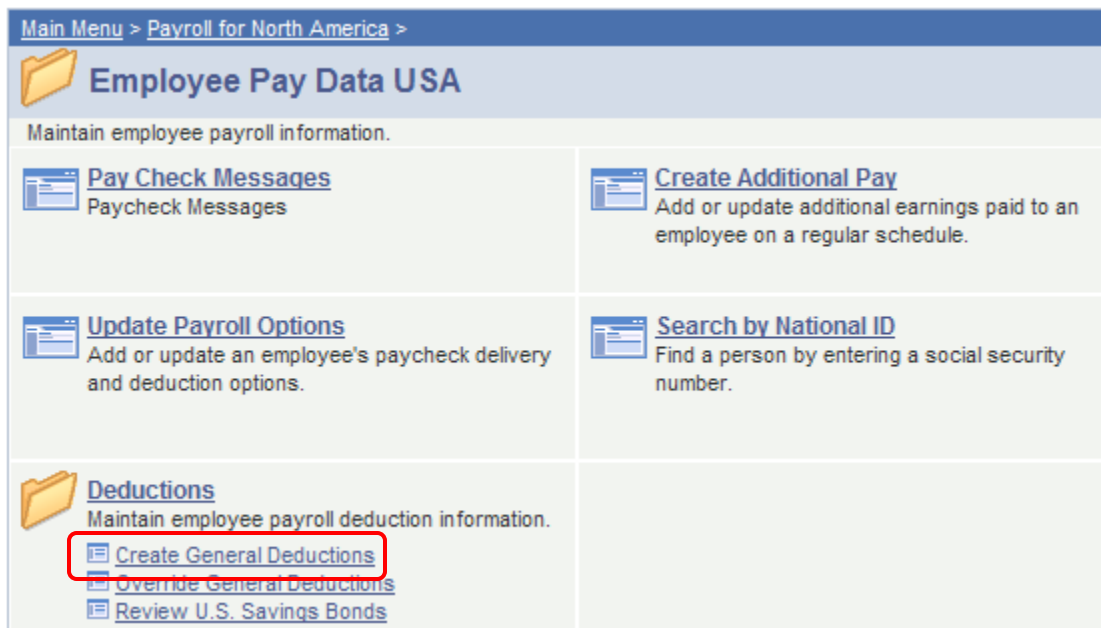 Main Menu > Payroll for North America >
Employee Pay Data USA
Maintain employee payroll information.
Pay Check Messages
Paycheck Messages
Create Additional Pay
Add or update additional earnings paid to an
employee on a regular schedule.
Update Payroll Options
Add or update an employee's paycheck delivery
and deduction options.
Search by National ID
Find a person by entering a social security
number.
Deductions
Maintain employee payroll deduction information.
Create General Deductions
Override General Deductions
Review U.S. Savings Bonds